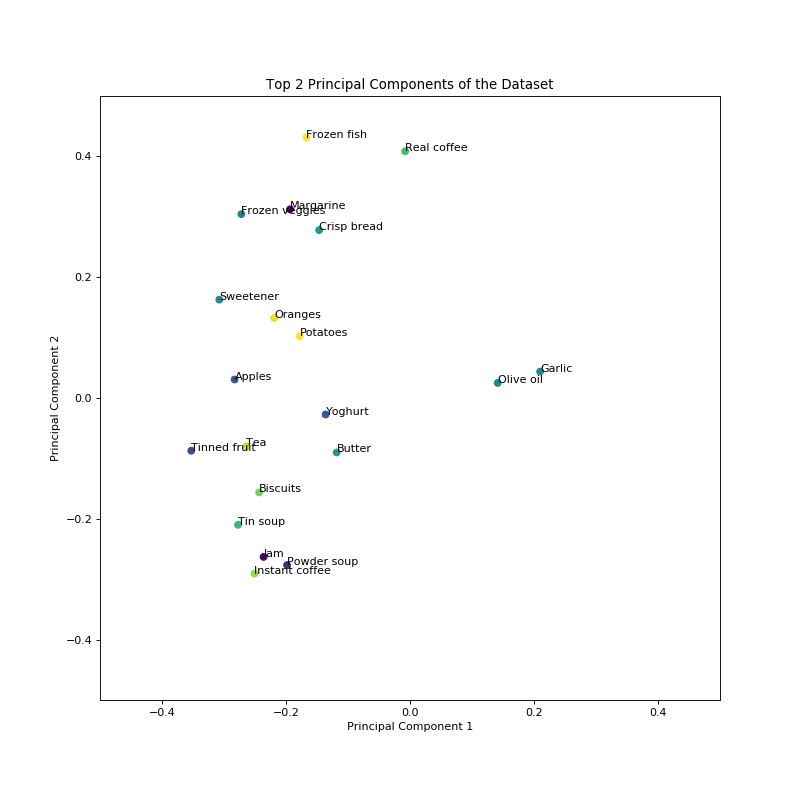 Top 2 Principal Components of the Dataset
Frozen fish
Real coffee
Margarine
Frozen veggies
Crisp bread
Sweetener
Oranges
Potatoes
Apples
Garlic
Olive oil
Yoghurt
Tea
Tinned fruit
Butter
Biscuits
Tin soup
Jam
Powder soup
Instant coffee
0.4
0.2
0.0
−0.2
−0.4
Principal Component 2
−0.4
−0.2
0.0
0.2
0.4
Principal Component 1